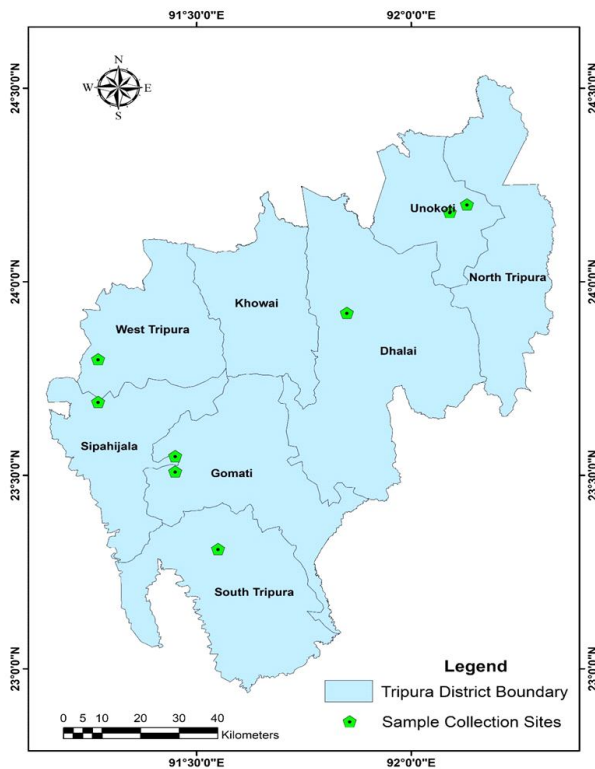 91°30'0"E 92°0'0"E
24°30'0"N 24°30'0"N
N
W E
S
Unokoti
North Tripura
24°0'0"N 24°0'0"N
Khowai
West Tripura
Dhalai
Sipahijala
Gomati
23°30'0"N 23°30'0"N
South Tripura
23°0'0"N 23°0'0"N
Legend
Tripura District Boundary
Sample Collection Sites
0 5 10 20 30 40
Kilometers
91°30'0"E 92°0'0"E